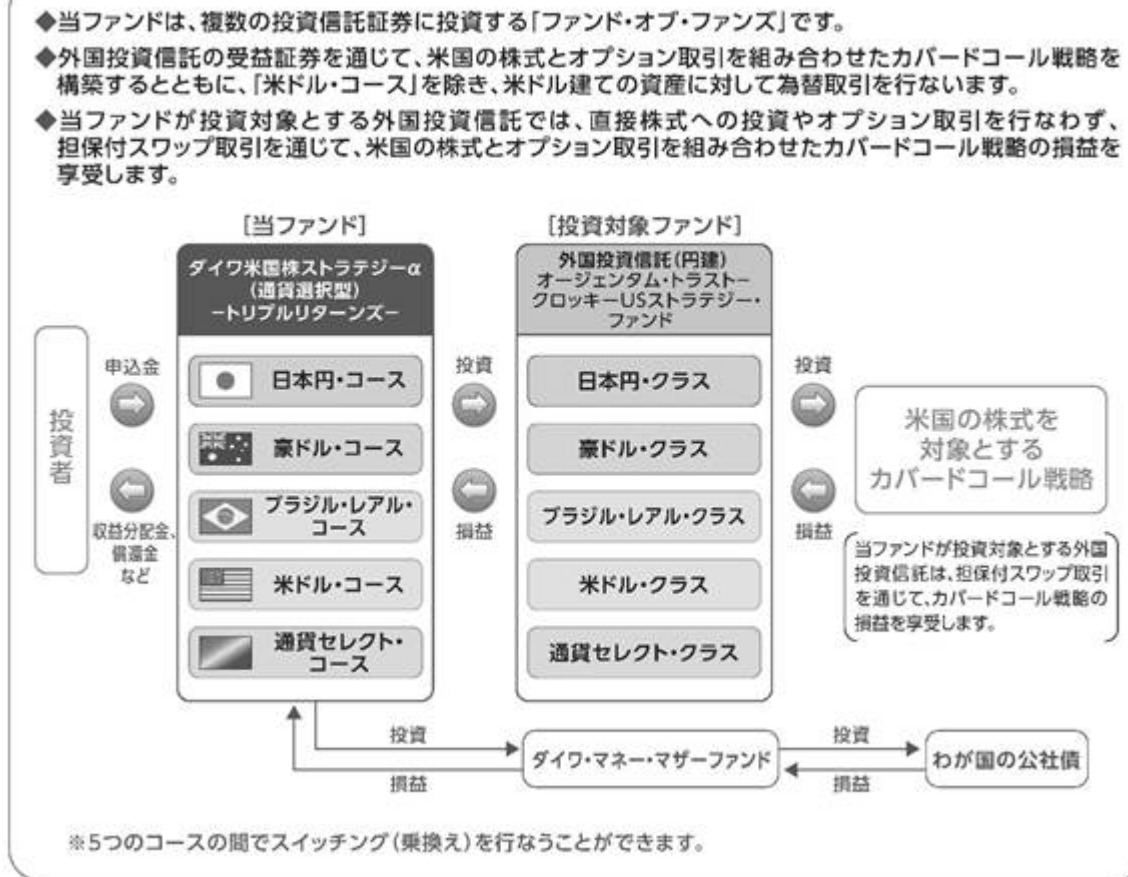 ◆当ファンドは、複数の投資信託証券に投資する「ファンド・オブ・ファンズ」です。
◆外国投資信託の受益証券を通じて、米国の株式とオプション取引を組み合わせたカバードコール戦略を
構築するとともに、「米ドル・コース」を除き、米ドル建ての資産に対して為替取引を行ないます。
◆当ファンドが投資対象とする外国投資信託では、直接株式への投資やオプション取引を行なわず、
担保付スワップ取引を通じて、米国の株式とオプション取引を組み合わせたカバードコール戦略の損益を
享受します。
[当ファンド]
[投資対象ファンド]
ダイワ米国株ストラテジーα
(通貨選択型)
-トリプルリターンズ-
外国投資信託(円建)
オージェンタム・トラスト-
クロッキーUSストラテジー・
ファンド
投資者
申込金
収益分配金、
償還金
など
日本円・コース
豪ドル・コース
ブラジル・レアル・
コース
米ドル・コース
通貨セレクト・
コース
投資
損益
日本円・クラス
豪ドル・クラス
ブラジル・レアル・クラス
米ドル・クラス
通貨セレクト・クラス
投資
損益
米国の株式を
対象とする
カバードコール戦略
当ファンドが投資対象とする外国
投資信託は、担保付スワップ取引
を通じて、カバードコール戦略の
損益を享受します。
投資
損益
ダイワ・マネー・マザーファンド
投資
損益
わが国の公社債
※5つのコースの間でスイッチング(乗換え)を行なうことができます。